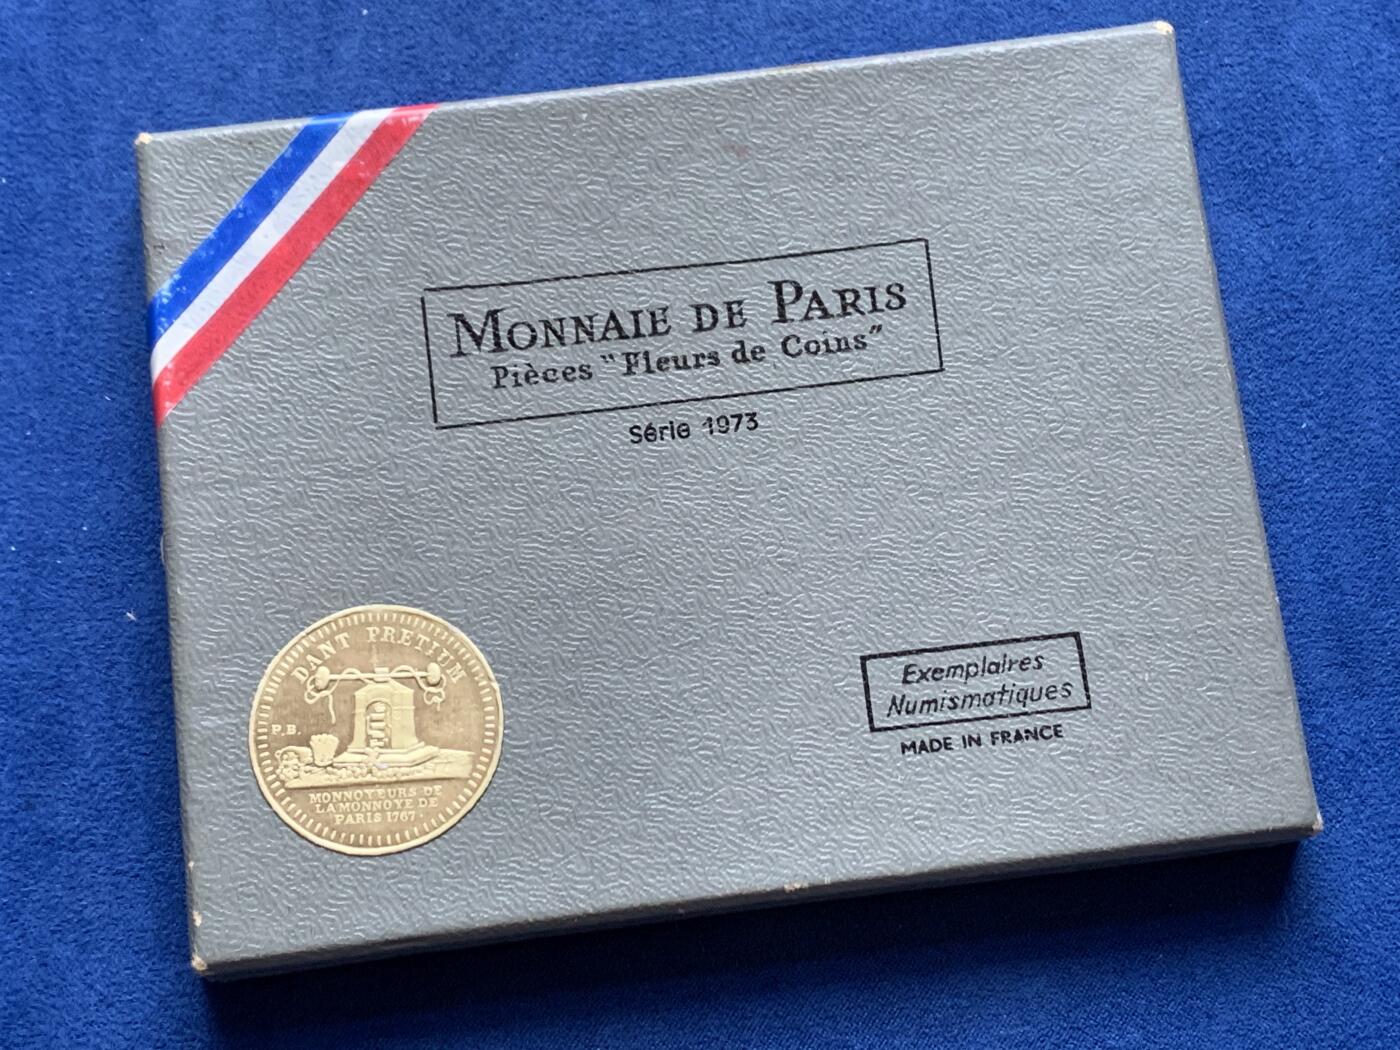 MONNAIE DE PARIS
Pièces "Fleurs de Coins"
Série 1973
DANT PRETIUM
P.B.
MONNOYEURS DE
LA MONNOYE DE
PARIS 1767.
Exemplaires
Numismatiques
MADE IN FRANCE